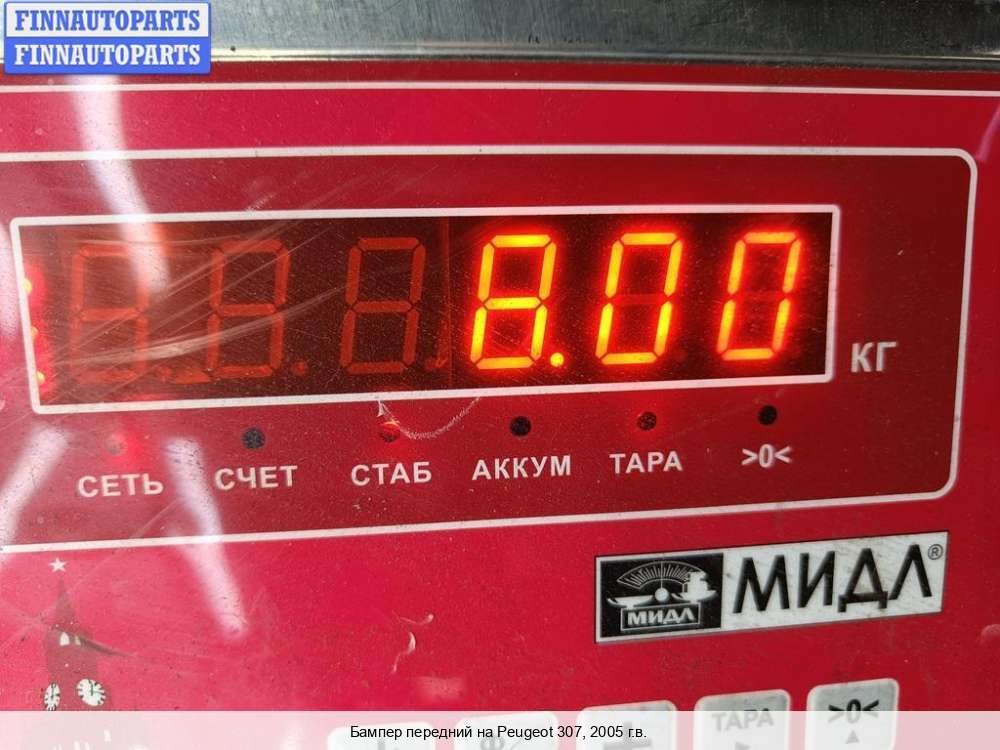 FINNAUTOPARTS
FINNAUTOPARTS
8.00
КГ
СЕТЬ СЧЕТ СТАБ АККУМ ТАРА >0<
МИДЛ МИДЛ®
ТАРА >0<
Бампер передний на Peugeot 307, 2005 г.в.